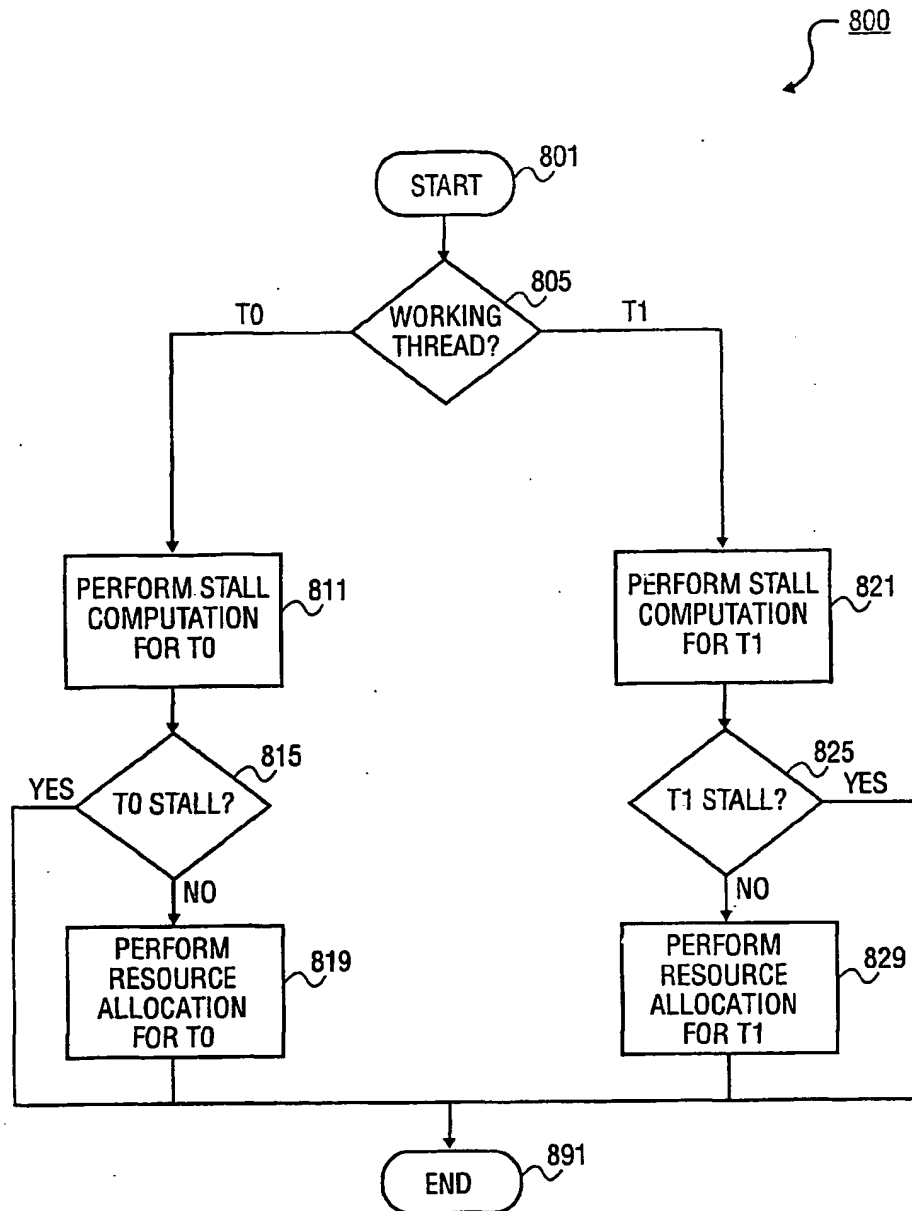 800
START
801
WORKING
THREAD?
805
T0
T1
PERFORM STALL
COMPUTATION
FOR T0
811
PERFORM STALL
COMPUTATION
FOR T1
821
T0 STALL?
815
YES
NO
T1 STALL?
825
YES
NO
PERFORM
RESOURCE
ALLOCATION
FOR T0
819
PERFORM
RESOURCE
ALLOCATION
FOR T1
829
END
891